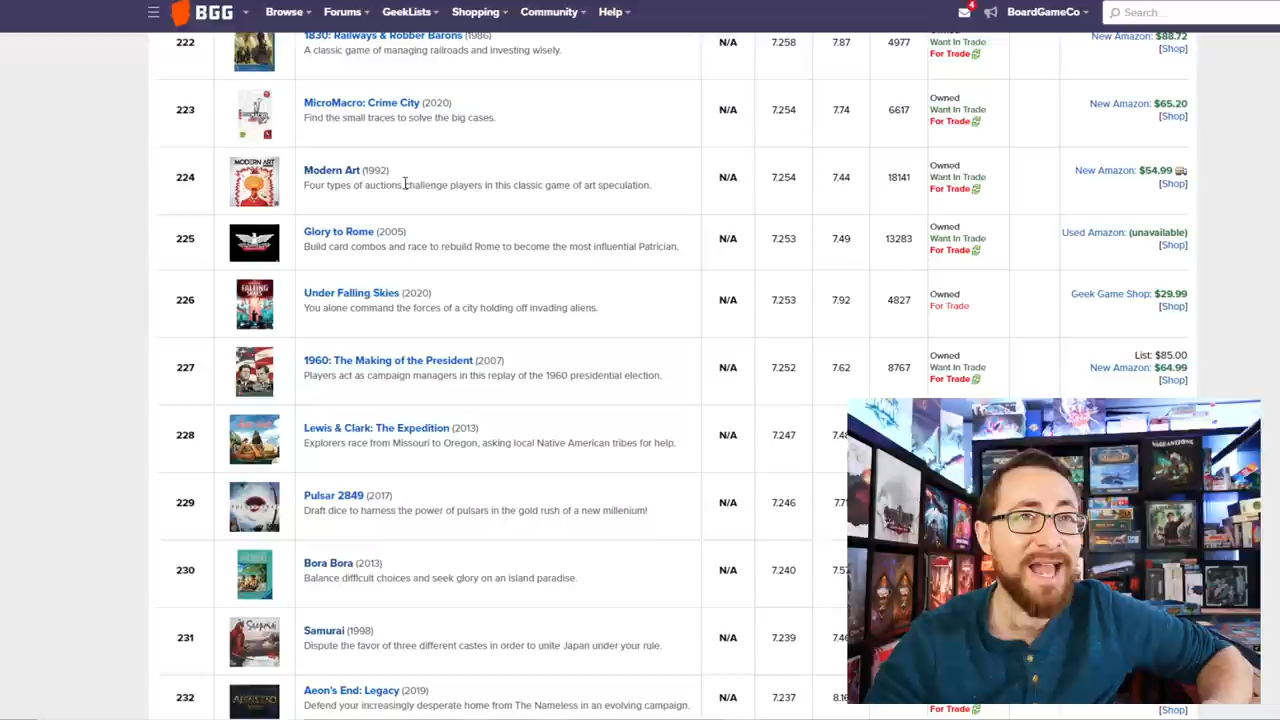 BGG Browse Forums GeekLists Shopping Community Help 4 BoardGameCo Search...
222 1830: Railways & Robber Barons (1986) N/A 7.258 7.87 4977 New Amazon: $88.72
A classic game of managing railroads and investing wisely. Want In Trade [Shop]
For Trade
223 MicroMacro: Crime City (2020) N/A 7.254 7.74 6617 Owned New Amazon: $65.20
Find the small traces to solve the big cases. Want In Trade [Shop]
For Trade
224 MODERN ART Modern Art (1992) N/A 7.254 7.44 18141 Owned New Amazon: $54.99
Four types of auctions challenge players in this classic game of art speculation. Want In Trade [Shop]
For Trade
225 Glory to Rome (2005) N/A 7.253 7.49 13283 Owned Used Amazon: (unavailable)
Build card combos and race to rebuild Rome to become the most influential Patrician. Want In Trade [Shop]
For Trade
226 FALLING SKIES Under Falling Skies (2020) N/A 7.253 7.92 4827 Owned Geek Game Shop: $29.99
You alone command the forces of a city holding off invading aliens. For Trade [Shop]
227 1960: The Making of the President (2007) N/A 7.252 7.62 8767 Owned List: $85.00
Players act as campaign managers in this replay of the 1960 presidential election. Want In Trade New Amazon: $64.99
For Trade [Shop]
228 Lewis & Clark: The Expedition (2013) N/A 7.247
Explorers race from Missouri to Oregon, asking local Native American tribes for help.
229 Pulsar 2849 (2017) N/A 7.246
Draft dice to harness the power of pulsars in the gold rush of a new millenium!
230 Bora Bora (2013) N/A 7.240
Balance difficult choices and seek glory on an island paradise.
231 Samurai Samurai (1998) N/A 7.239
Dispute the favor of three different castes in order to unite Japan under your rule.
232 AEON'S END Aeon's End: Legacy (2019) N/A 7.237
Defend your increasingly desperate home from The Nameless in an evolving campaign. For Trade [Shop]